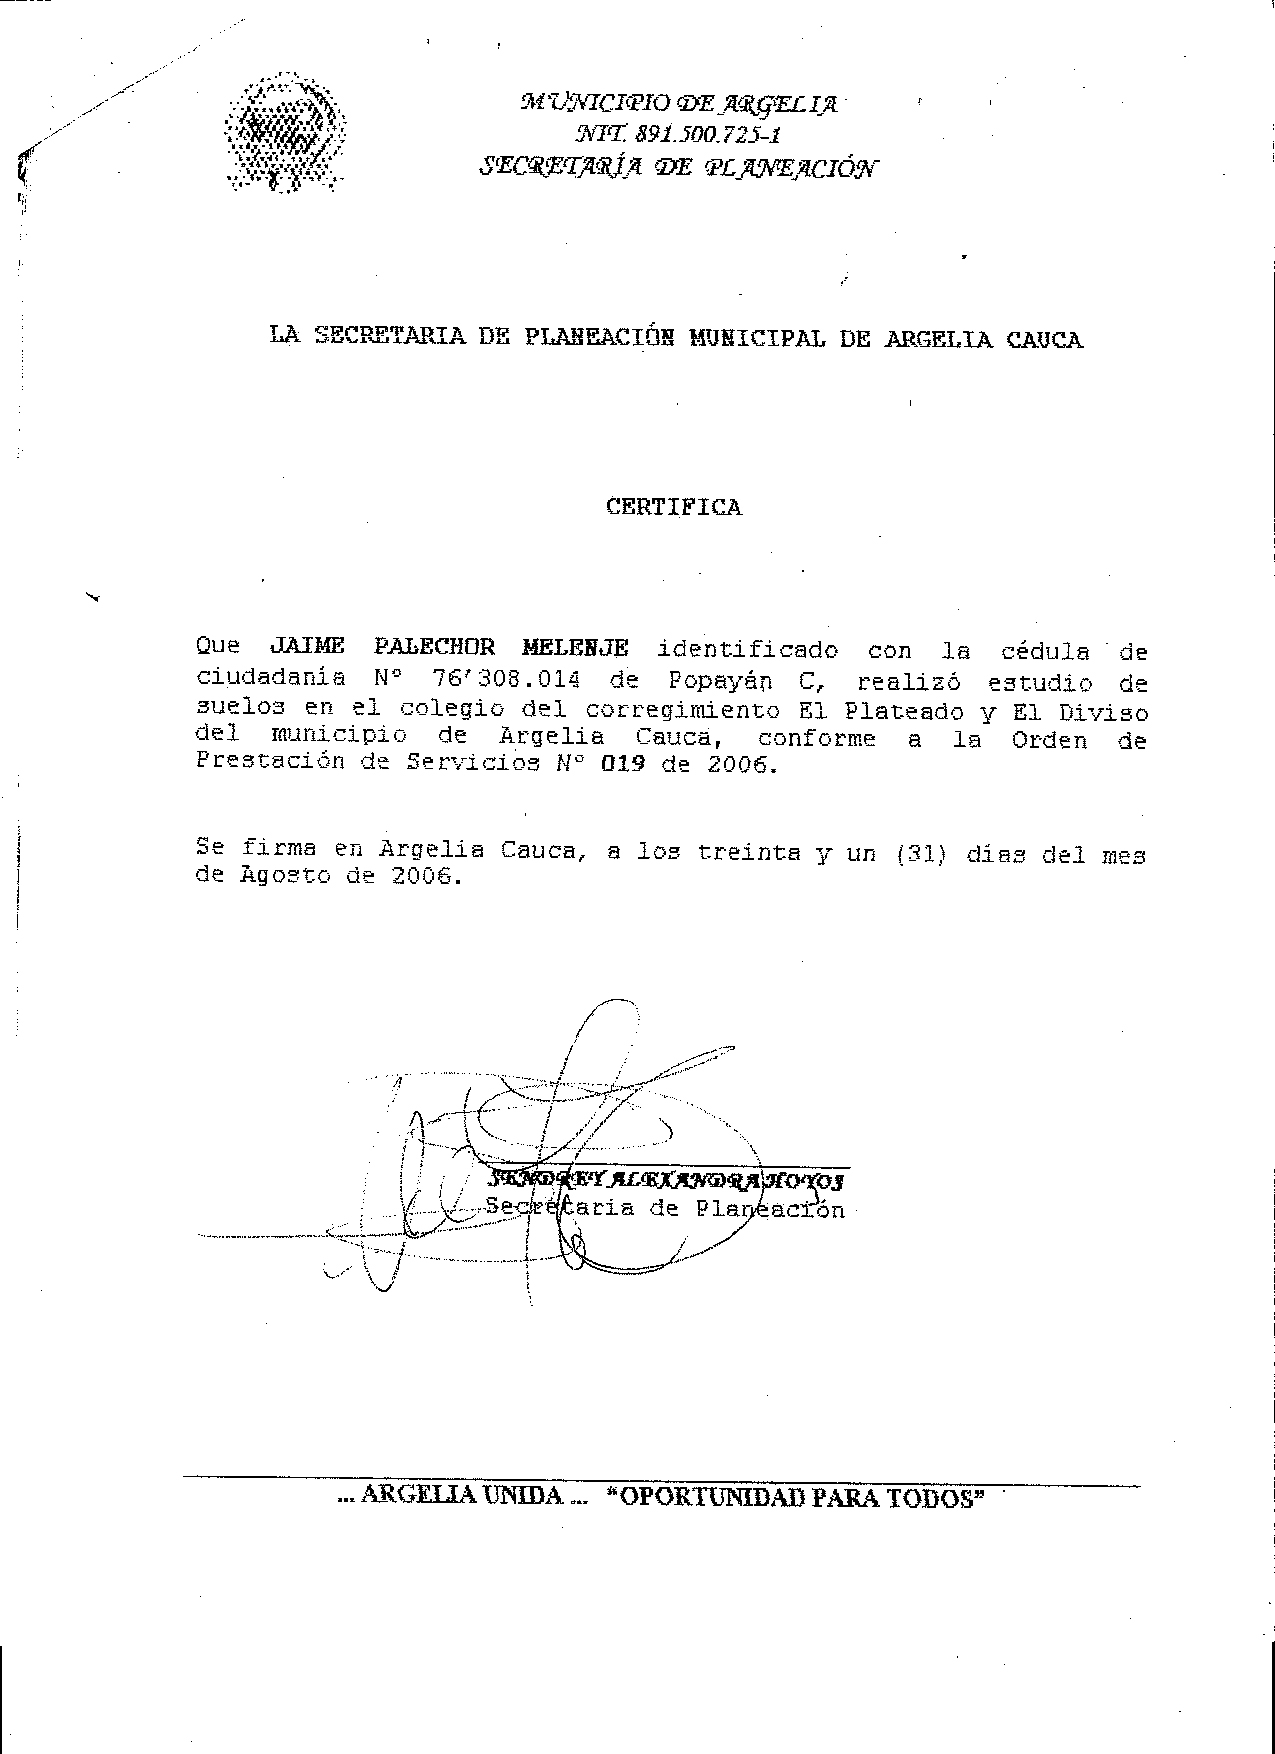 MUNICIPIO DE ARGELIA
NIT. 891.500.725-1
SECRETARÍA DE PLANEACIÓN
LA SECRETARIA DE PLANEACIÓN MUNICIPAL DE ARGELIA CAUCA
CERTIFICA
Que JAIME PALECHOR MELENJE identificado con la cédula de
ciudadanía Nº 76'308.014 de Popayán C, realizó estudio de
suelos en el colegio del corregimiento El Plateado y El Diviso
del municipio de Argelia Cauca, conforme a la Orden de
Prestación de Servicios Nº 019 de 2006.
Se firma en Argelia Cauca, a los treinta y un (31) días del mes
de Agosto de 2006.
SENDREY ALEXANDRA HOYOS
Secretaria de Planeación
... ARGELIA UNIDA ... “OPORTUNIDAD PARA TODOS”